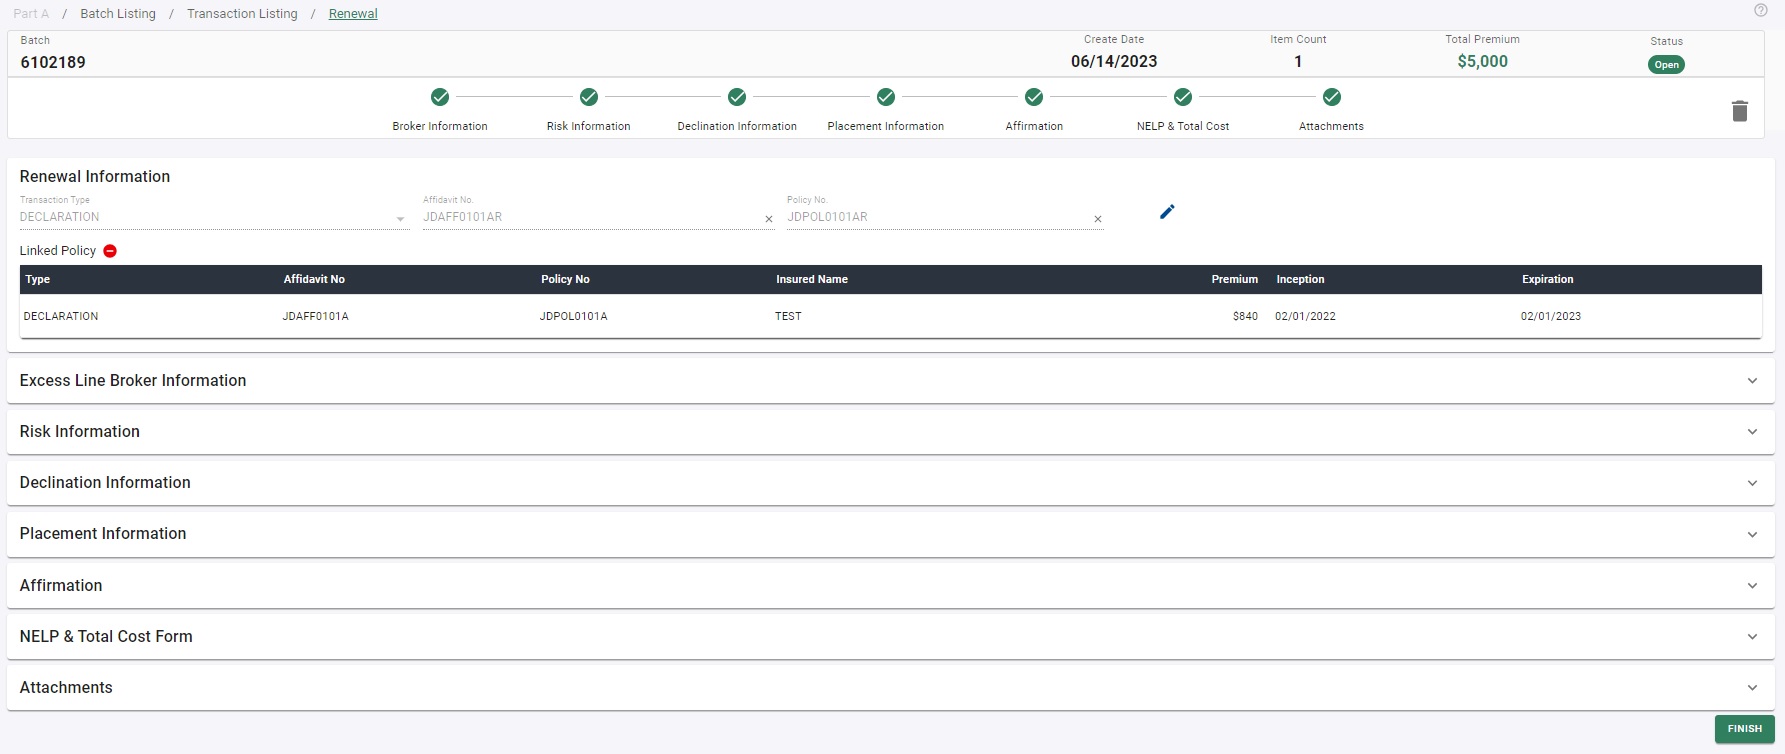 Part A / Batch Listing / Transaction Listing / Renewal
Batch
6102189
Create Date
06/14/2023
Item Count
1
Total Premium
$5,000
Status
Open
Broker Information
Risk Information
Declination Information
Placement Information
Affirmation
NELP & Total Cost
Attachments
Renewal Information
Transaction Type
DECLARATION
Affidavit No.
JDAFF0101AR
Policy No.
JDPOL0101AR
Linked Policy
Type Affidavit No Policy No Insured Name Premium Inception Expiration
DECLARATION JDAFF0101A JDPOL0101A TEST $840 02/01/2022 02/01/2023
Excess Line Broker Information
Risk Information
Declination Information
Placement Information
Affirmation
NELP & Total Cost Form
Attachments
FINISH